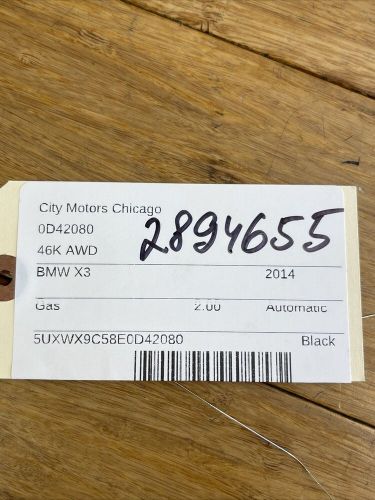 City Motors Chicago
0D42080
2894655
46K AWD
BMW X3 2014
Gas 2.00 Automatic
5UXWX9C58E0D42080 Black